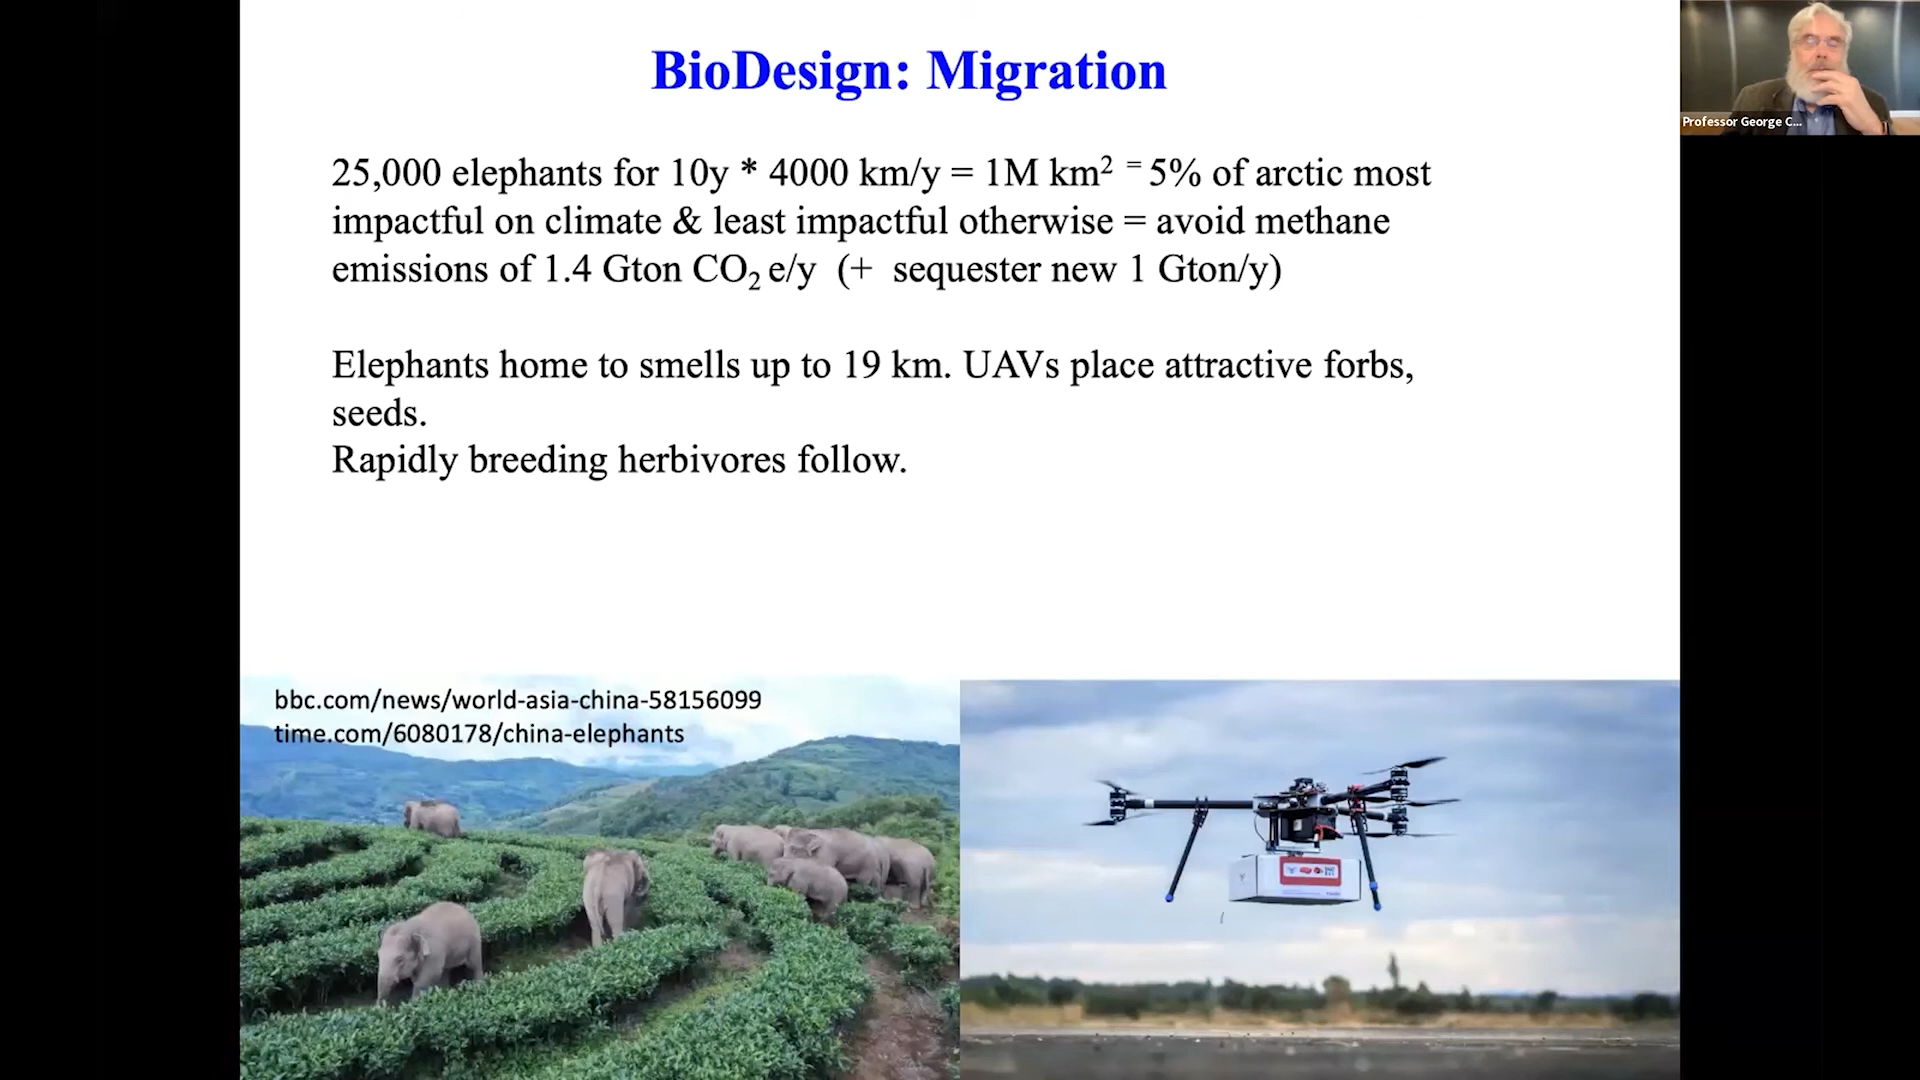 BioDesign: Migration
Professor George C...
25,000 elephants for 10y * 4000 km/y = 1M km² = 5% of arctic most
impactful on climate & least impactful otherwise = avoid methane
emissions of 1.4 Gton CO₂ e/y (+ sequester new 1 Gton/y)
Elephants home to smells up to 19 km. UAVs place attractive forbs,
seeds.
Rapidly breeding herbivores follow.
bbc.com/news/world-asia-china-58156099
time.com/6080178/china-elephants